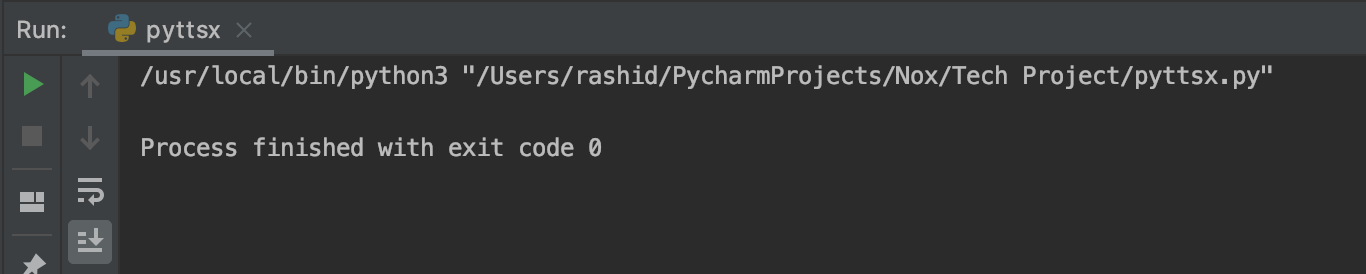 Run: pyttsx
/usr/local/bin/python3 "/Users/rashid/PycharmProjects/Nox/Tech Project/pyttsx.py"
Process finished with exit code 0